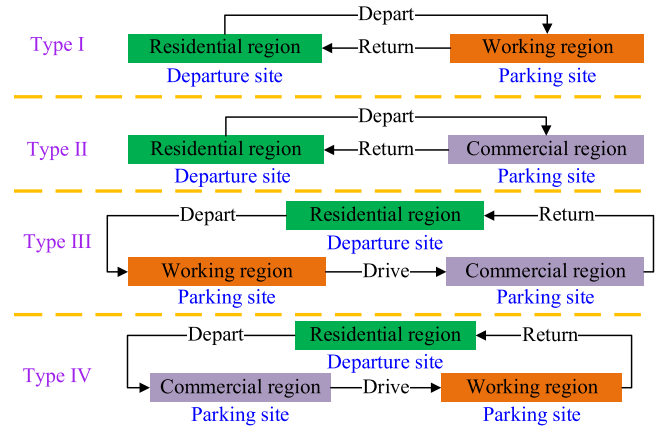 Depart
Type I
Residential region
Return
Working region
Departure site
Parking site
Depart
Type II
Residential region
Return
Commercial region
Departure site
Parking site
Depart
Residential region
Return
Departure site
Type III
Working region
Drive
Commercial region
Parking site
Parking site
Depart
Residential region
Return
Departure site
Type IV
Commercial region
Drive
Working region
Parking site
Parking site